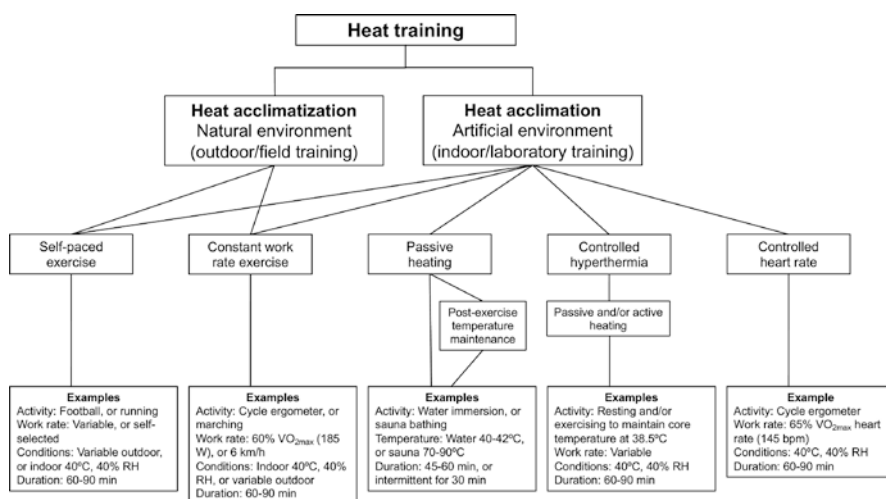 Heat training
Heat acclimatization
Natural environment
(outdoor/field training)
Heat acclimation
Artificial environment
(indoor/laboratory training)
Self-paced
exercise
Constant work
rate exercise
Passive
heating
Controlled
hyperthermia
Controlled
heart rate
Post-exercise
temperature
maintenance
Passive and/or active
heating
Examples
Activity: Football, or running
Work rate: Variable, or self-
selected
Conditions: Variable outdoor,
or indoor 40ºC, 40% RH
Duration: 60-90 min
Examples
Activity: Cycle ergometer, or
marching
Work rate: 60% VO2max (185
W), or 6 km/h
Conditions: Indoor 40ºC, 40%
RH, or variable outdoor
Duration: 60-90 min
Examples
Activity: Water immersion, or
sauna bathing
Temperature: Water 40-42ºC, or
sauna 70-90ºC
Duration: 45-60 min, or
intermittent for 30 min
Examples
Activity: Resting and/or
exercising to maintain core
temperature at 38.5ºC
Work rate: Variable
Conditions: 40ºC, 40% RH
Duration: 60-90 min
Example
Activity: Cycle ergometer
Work rate: 65% VO2max heart
rate (145 bpm)
Conditions: 40ºC, 40% RH
Duration: 60-90 min